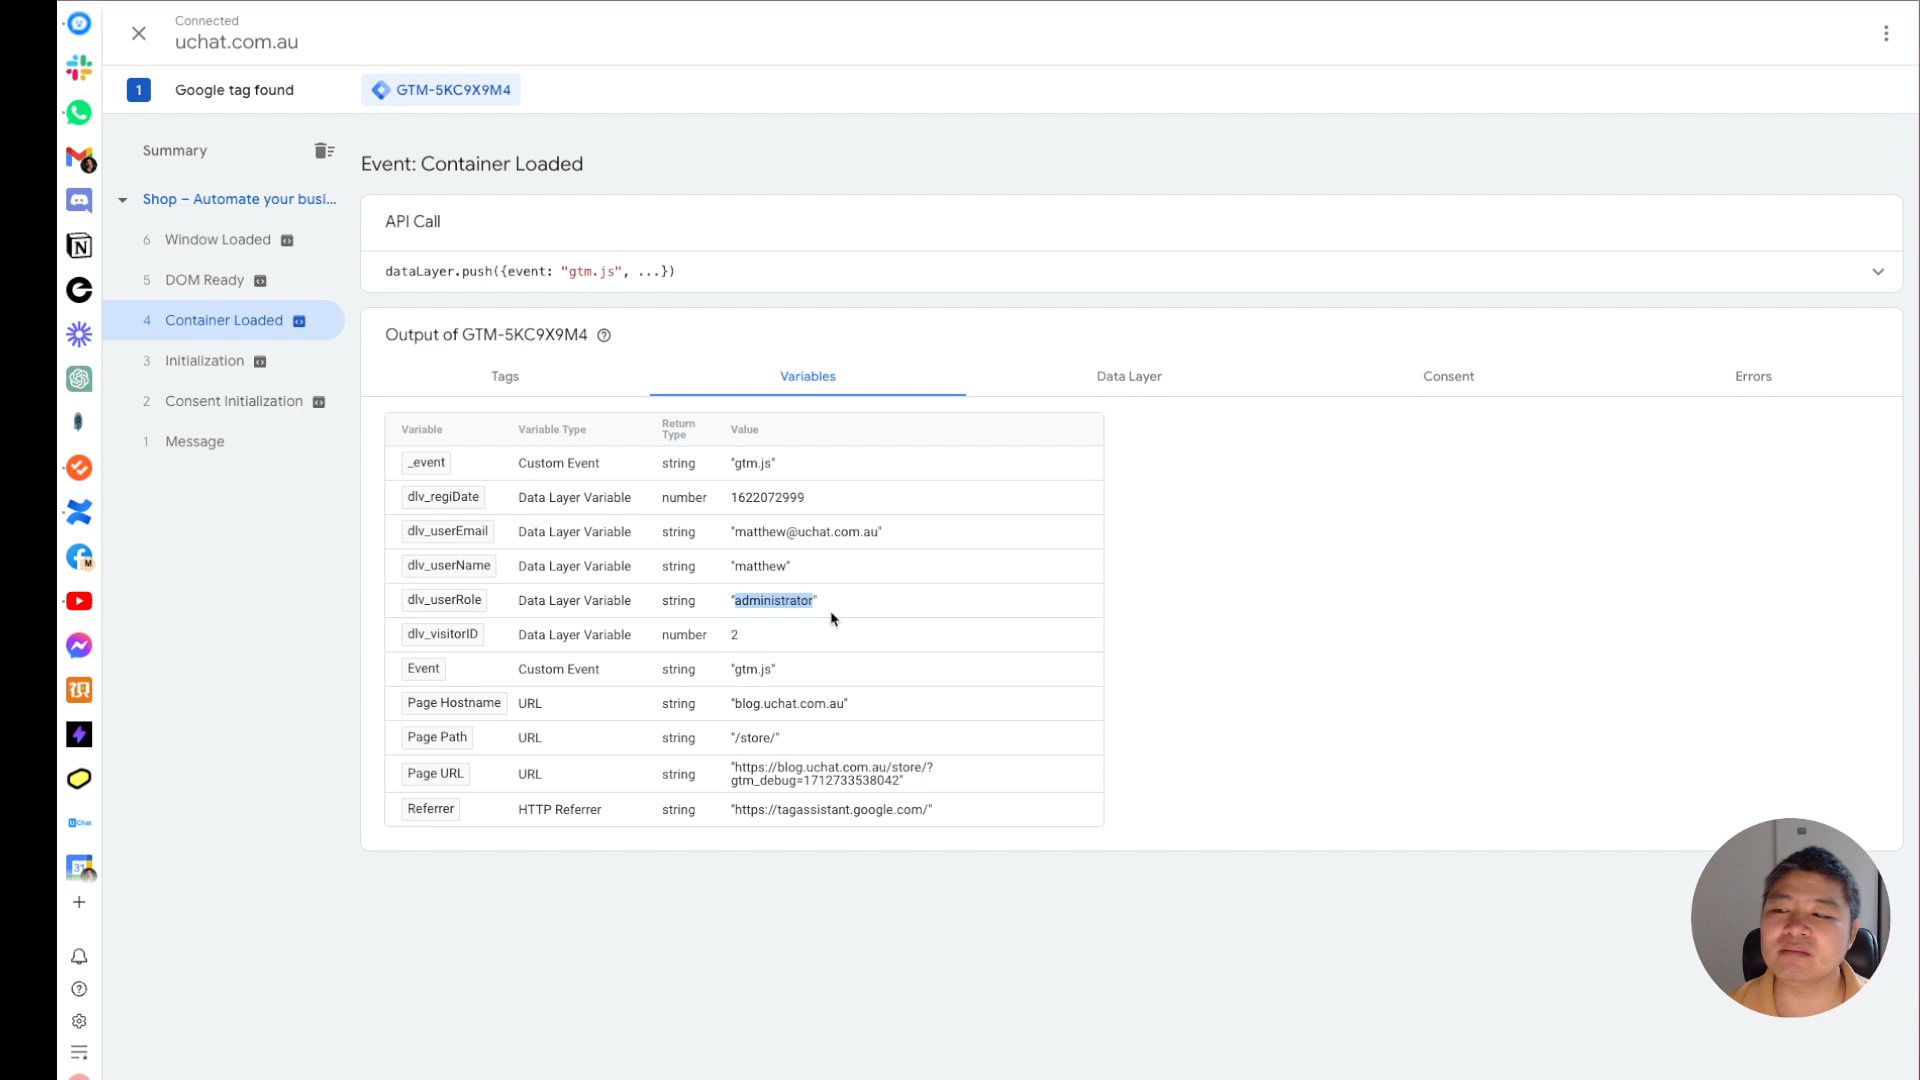 Connected
uchat.com.au
1 Google tag found GTM-5KC9X9M4
Summary
Shop – Automate your busi...
6 Window Loaded
5 DOM Ready
4 Container Loaded
3 Initialization
2 Consent Initialization
1 Message
Event: Container Loaded
API Call
dataLayer.push({event: "gtm.js", ...})
Output of GTM-5KC9X9M4
Tags Variables Data Layer Consent Errors
Variable Variable Type Return Type Value
_event Custom Event string "gtm.js"
dlv_regiDate Data Layer Variable number 1622072999
dlv_userEmail Data Layer Variable string "matthew@uchat.com.au"
dlv_userName Data Layer Variable string "matthew"
dlv_userRole Data Layer Variable string "administrator"
dlv_visitorID Data Layer Variable number 2
Event Custom Event string "gtm.js"
Page Hostname URL string "blog.uchat.com.au"
Page Path URL string "/store/"
Page URL URL string "https://blog.uchat.com.au/store/?
gtm_debug=1712733538042"
Referrer HTTP Referrer string "https://tagassistant.google.com/"
M
UChat
31